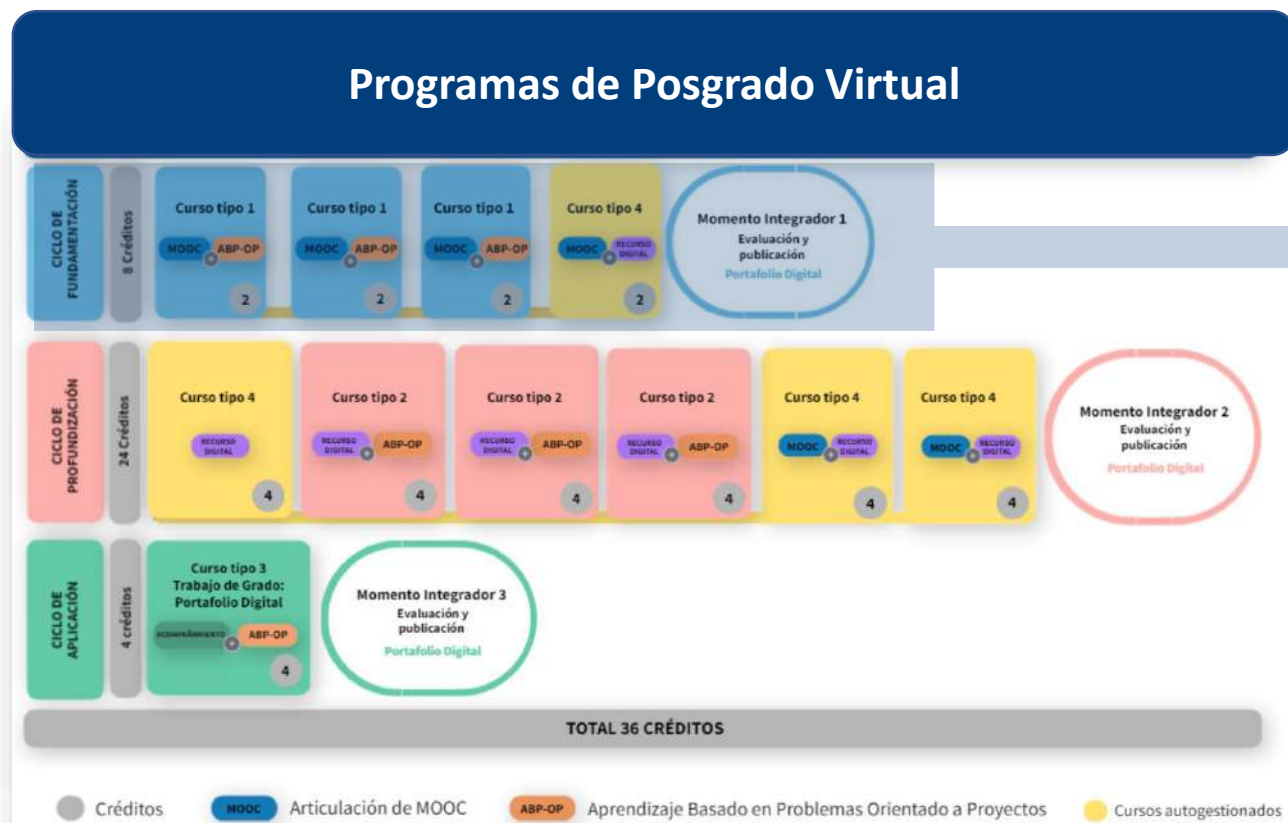 Programas de Posgrado Virtual
CICLO DE
FUNDAMENTACIÓN
8 Créditos
Curso tipo 1
MOOC + ABP-OP
2
Curso tipo 1
MOOC + ABP-OP
2
Curso tipo 1
MOOC + ABP-OP
2
Curso tipo 4
MOOC + RECURSO
DIGITAL
2
Momento Integrador 1
Evaluación y
publicación
Portafolio Digital
CICLO DE
PROFUNDIZACIÓN
24 Créditos
Curso tipo 4
RECURSO
DIGITAL
4
Curso tipo 2
RECURSO
DIGITAL + ABP-OP
4
Curso tipo 2
RECURSO
DIGITAL + ABP-OP
4
Curso tipo 2
RECURSO
DIGITAL + ABP-OP
4
Curso tipo 4
MOOC + RECURSO
DIGITAL
4
Curso tipo 4
MOOC + RECURSO
DIGITAL
4
Momento Integrador 2
Evaluación y
publicación
Portafolio Digital
CICLO DE
APLICACIÓN
4 créditos
Curso tipo 3
Trabajo de Grado:
Portafolio Digital
ACOMPAÑAMIENTO + ABP-OP
4
Momento Integrador 3
Evaluación y
publicación
Portafolio Digital
TOTAL 36 CRÉDITOS
Créditos
MOOC Articulación de MOOC
ABP-OP Aprendizaje Basado en Problemas Orientado a Proyectos
Cursos autogestionados